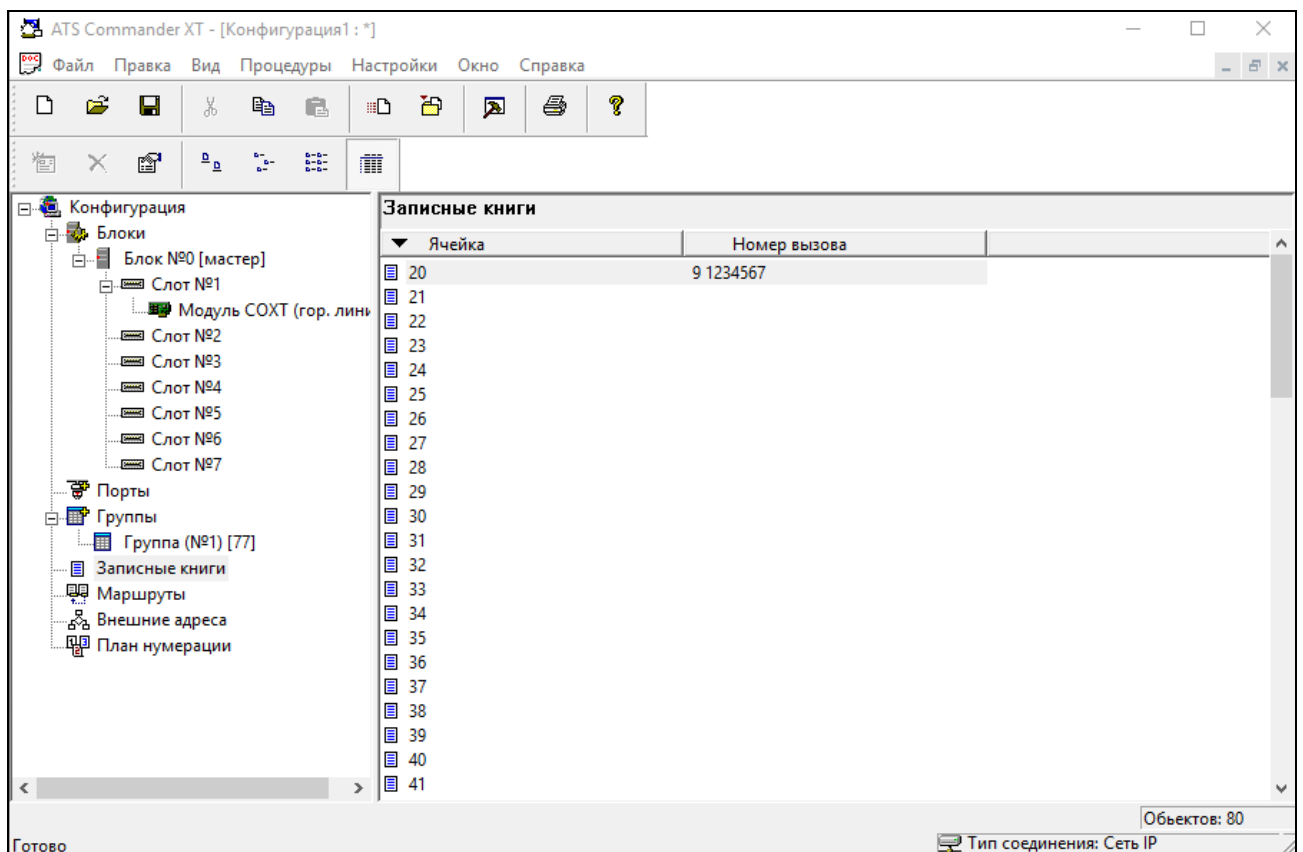 ATS Commander XT - [Конфигурация1 : *]
Файл Правка Вид Процедуры Настройки Окно Справка
Конфигурация
Блоки
Блок №0 [мастер]
Слот №1
Модуль COXT (гор. лини
Слот №2
Слот №3
Слот №4
Слот №5
Слот №6
Слот №7
Порты
Группы
Группа (№1) [77]
Записные книги
Маршруты
Внешние адреса
План нумерации
Записные книги
Ячейка Номер вызова
20 9 1234567
21
22
23
24
25
26
27
28
29
30
31
32
33
34
35
36
37
38
39
40
41
Обьектов: 80
Готово Тип соединения: Сеть IP